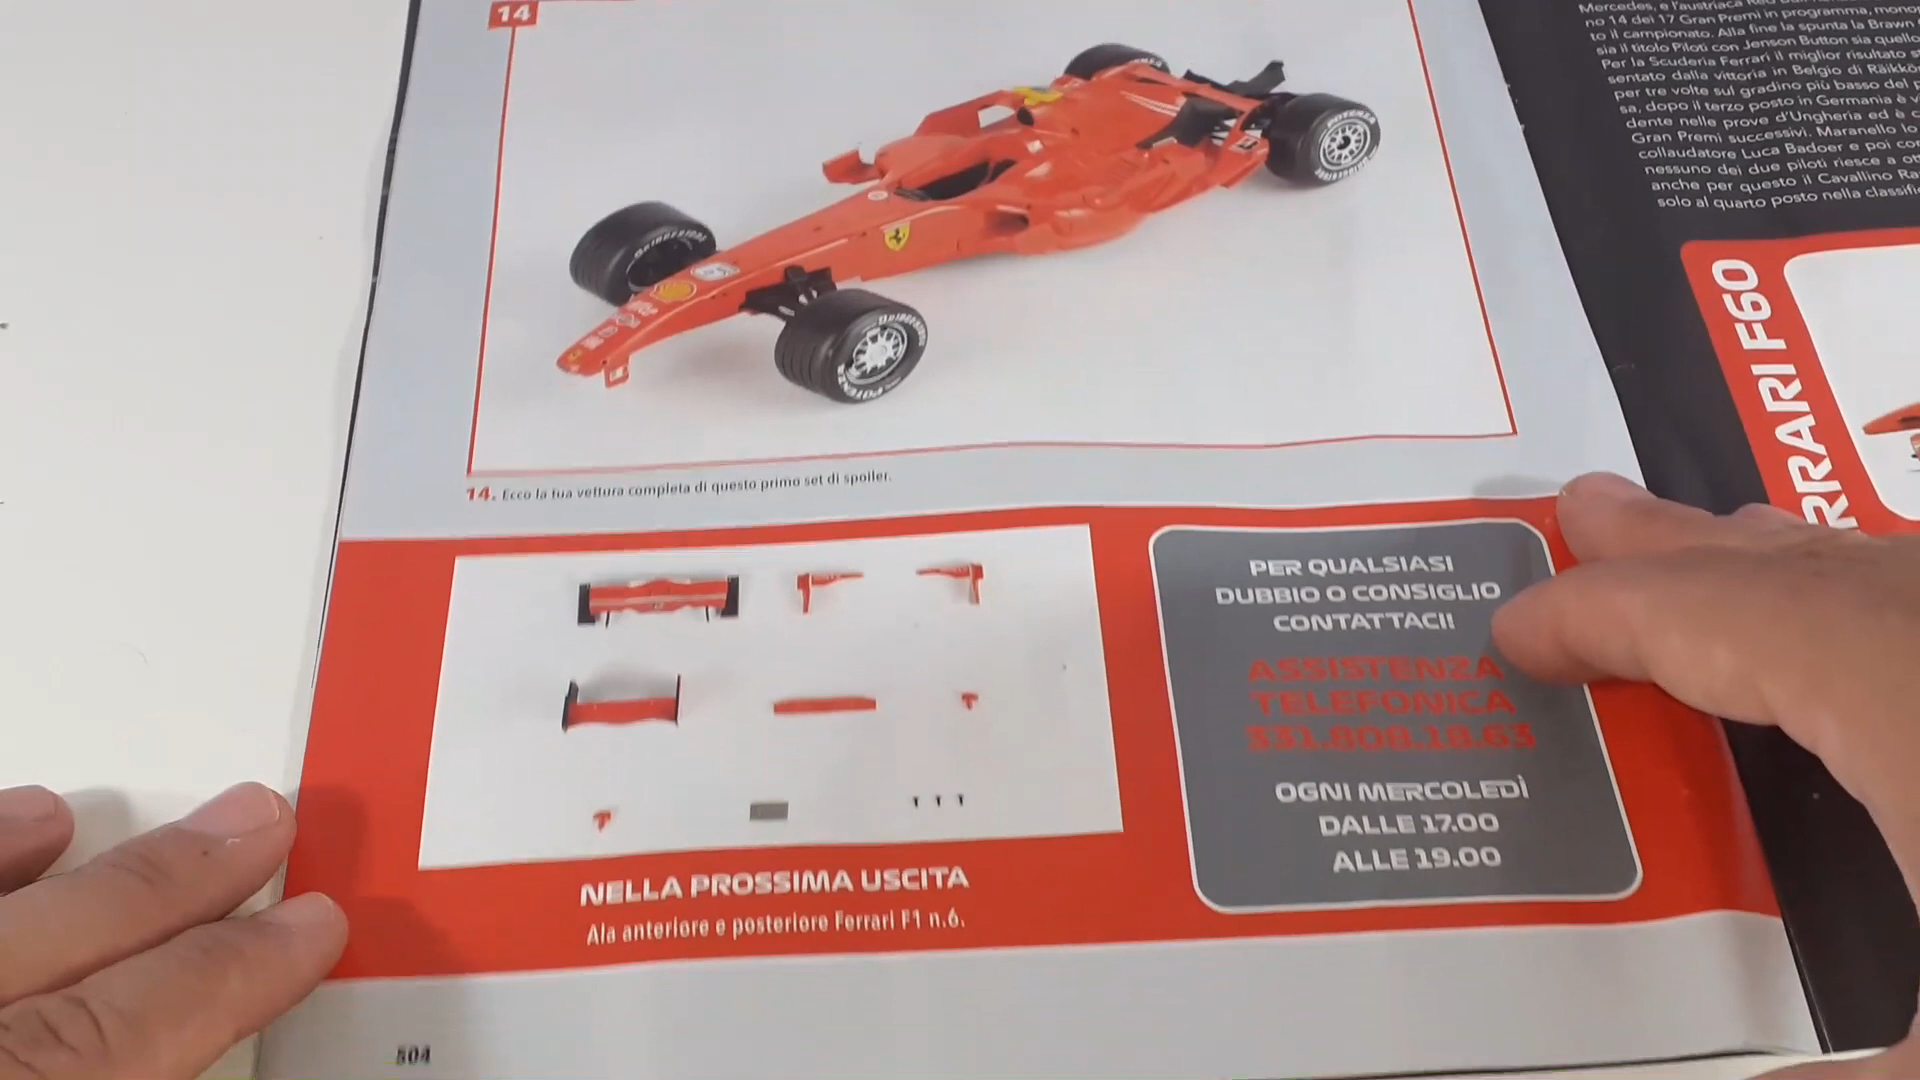 14
14. Ecco la tua vettura completa di questo primo set di spoiler.
NELLA PROSSIMA USCITA
Ala anteriore e posteriore Ferrari F1 n.6.
PER QUALSIASI
DUBBIO O CONSIGLIO
CONTATTACI!
ASSISTENZA
TELEFONICA
331.808.18.63
OGNI MERCOLEDÌ
DALLE 17.00
ALLE 19.00
504
Mercedes, e l'austriaca Red
no 14 dei 17 Gran Premi in programma,
to il campionato. Alla fine la spunta la Brawn
sia il titolo Piloti con Jenson Button sia quello
Per la Scuderia Ferrari il miglior risultato
sentato dalla vittoria in Belgio di
per tre volte sul gradino più basso del
sa, dopo il terzo posto in Germania è
dente nelle prove d'Ungheria ed è
Gran Premi successivi. Maranello lo
collaudatore Luca Badoer e poi
nessuno dei due piloti riesce a
anche per questo il Cavallino
solo al quarto posto nella
RRARI F60
POTENZA
BRIDGESTONE
BRIDGESTONE
POTENZA